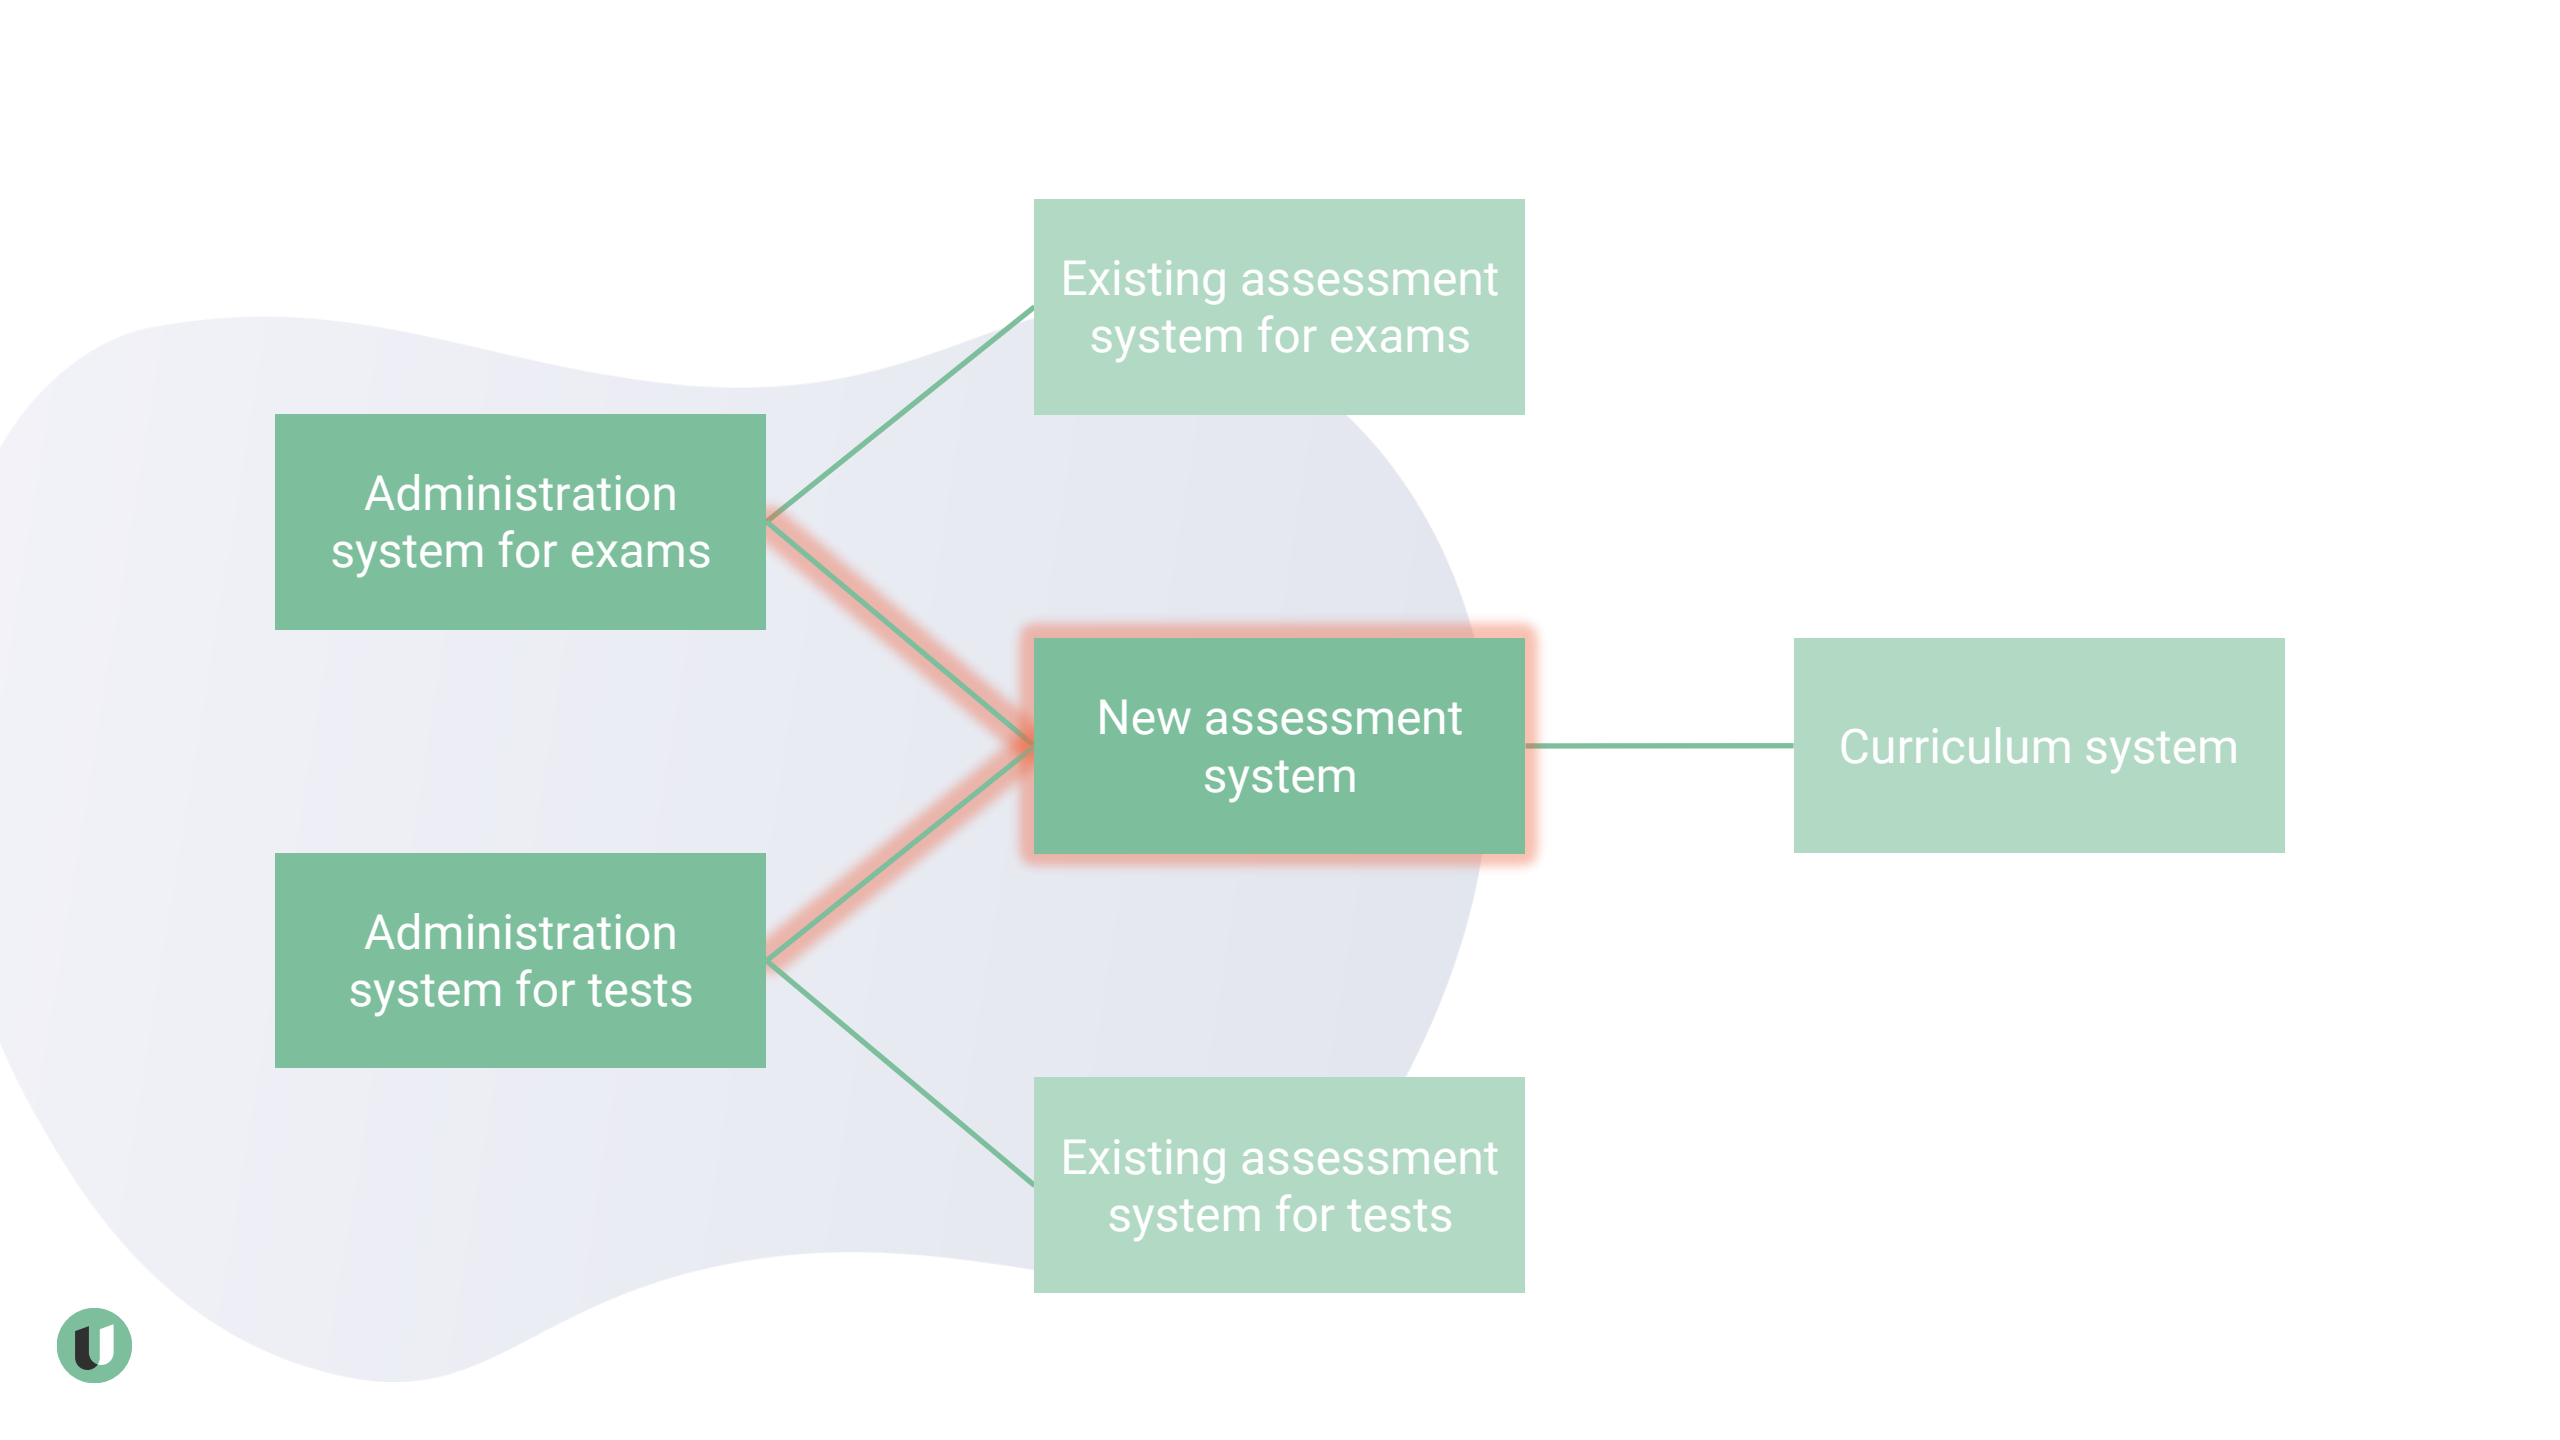 Existing assessment
system for exams
Administration
system for exams
New assessment
system
Curriculum system
Administration
system for tests
Existing assessment
system for tests
U